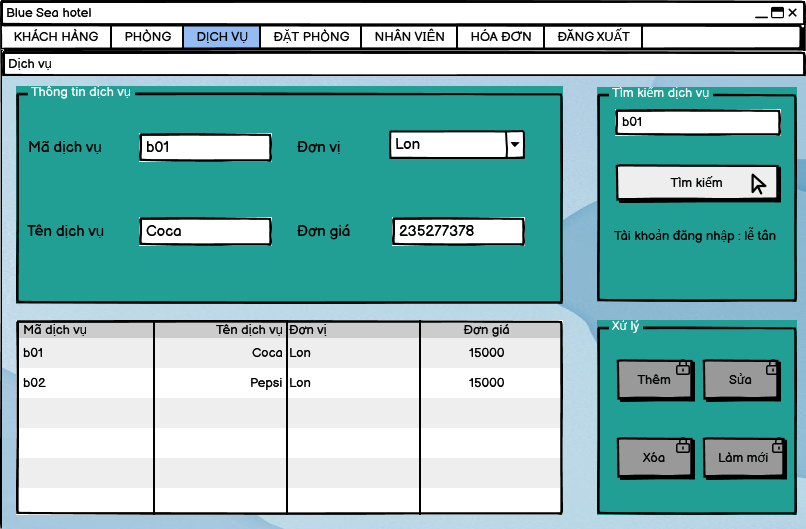 Blue Sea hotel
KHÁCH HÀNG PHÒNG DỊCH VỤ ĐẶT PHÒNG NHÂN VIÊN HÓA ĐƠN ĐĂNG XUẤT
Dịch vụ
Thông tin dịch vụ
Mã dịch vụ b01 Đơn vị Lon
Tên dịch vụ Coca Đơn giá 235277378
Tìm kiếm dịch vụ
b01
Tìm kiếm
Tài khoản đăng nhập : lễ tân
Mã dịch vụ Tên dịch vụ Đơn vị Đơn giá
b01 Coca Lon 15000
b02 Pepsi Lon 15000
Xử lý
Thêm Sửa
Xóa Làm mới